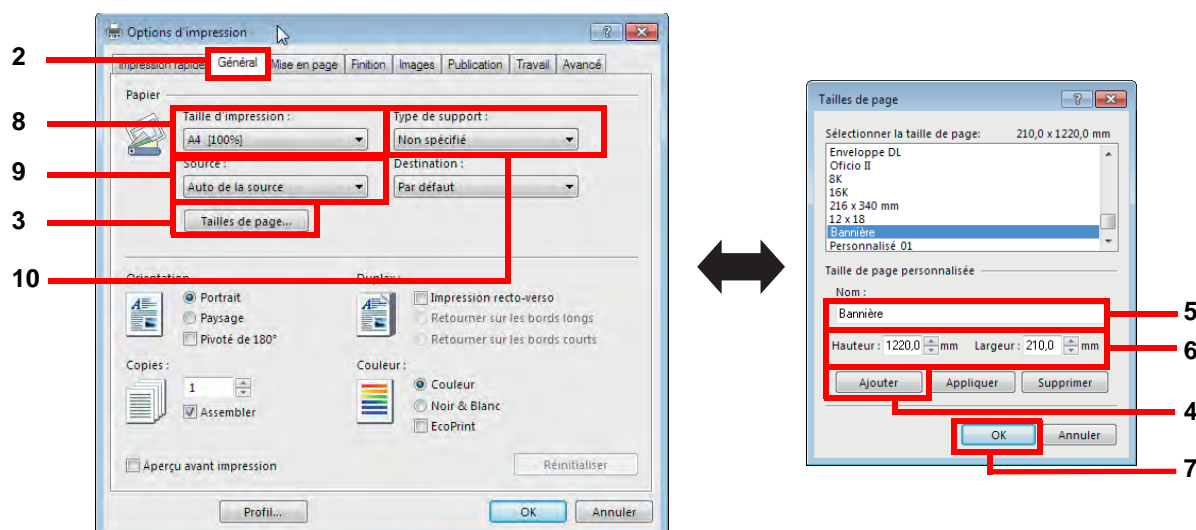 Options d'impression
2
Impression rapide Général Mise en page Finition Images Publication Travail Avancé
Papier
8
Taille d'impression : Type de support :
A4 [100%] Non spécifié
9
Source : Destination :
Auto de la source Par défaut
3
Tailles de page...
10
Orientation Duplex :
Portrait Impression recto-verso
Paysage Retourner sur les bords longs
Pivoté de 180° Retourner sur les bords courts
Copies : Couleur :
1 Couleur
Assembler Noir & Blanc
EcoPrint
Aperçu avant impression Réinitialiser
Profil... OK Annuler
Tailles de page
Sélectionner la taille de page: 210,0 x 1220,0 mm
Enveloppe DL
Oficio II
8K
16K
216 x 340 mm
12 x 18
Bannière
Personnalisé 01
Taille de page personnalisée
Nom :
Bannière
5
Hauteur : 1220,0 mm Largeur : 210,0 mm
6
Ajouter Appliquer Supprimer
4
OK Annuler
7